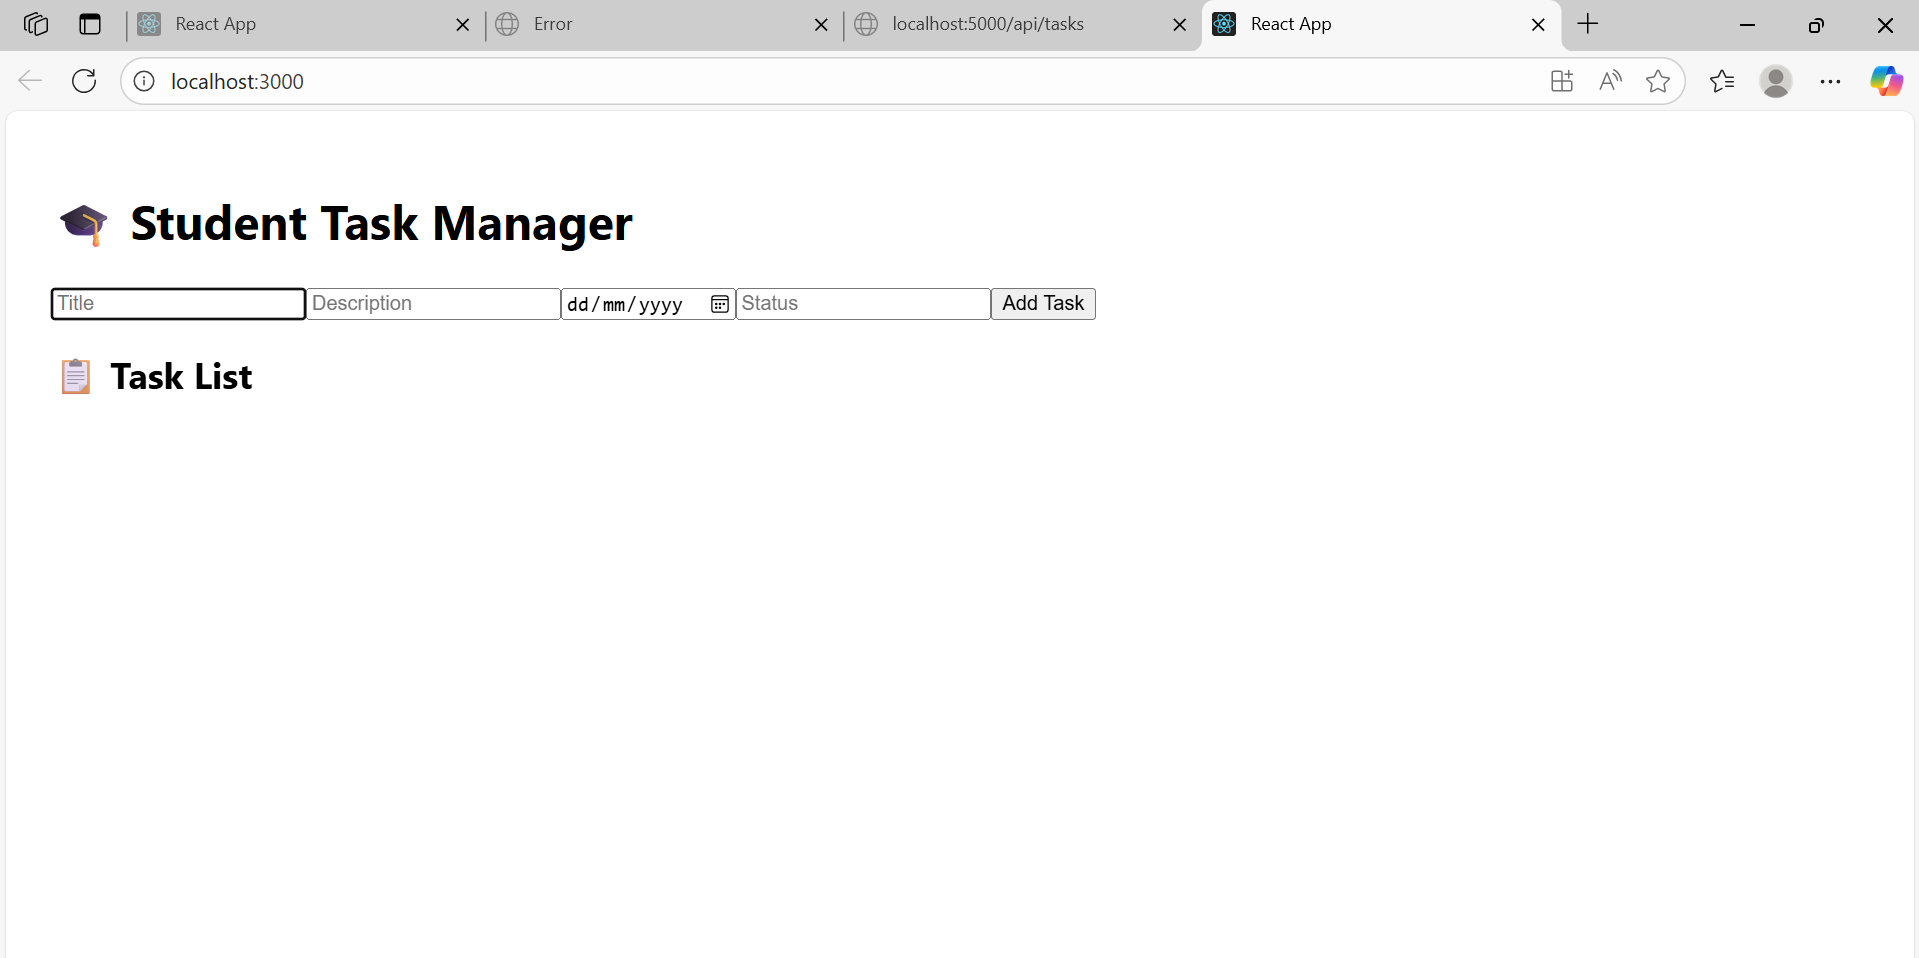 React App
Error
localhost:5000/api/tasks
React App
localhost:3000
Student Task Manager
Title
Description
dd/mm/yyyy
Status
Add Task
Task List